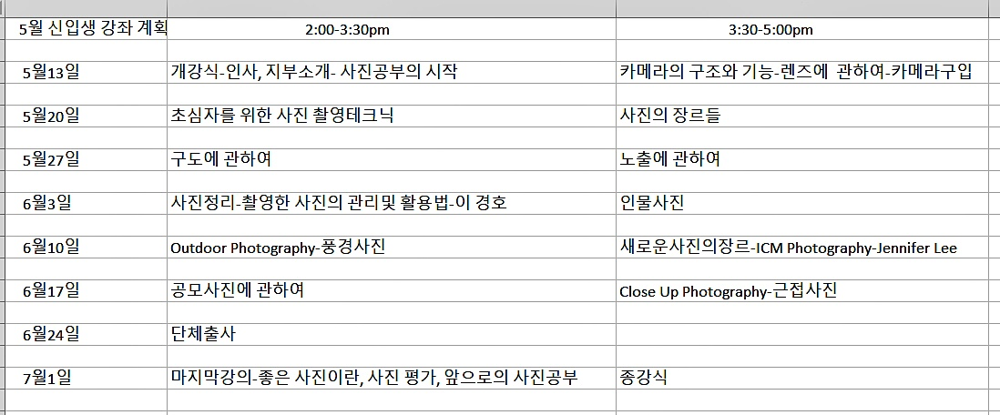 5월 신입생 강좌 계획 2:00-3:30pm 3:30-5:00pm
5월13일 개강식-인사, 지부소개- 사진공부의 시작 카메라의 구조와 기능-렌즈에 관하여-카메라구입
5월20일 초심자를 위한 사진 촬영테크닉 사진의 장르들
5월27일 구도에 관하여 노출에 관하여
6월3일 사진정리-촬영한 사진의 관리및 활용법-이 경호 인물사진
6월10일 Outdoor Photography-풍경사진 새로운사진의장르-ICM Photography-Jennifer Lee
6월17일 공모사진에 관하여 Close Up Photography-근접사진
6월24일 단체출사
7월1일 마지막강의-좋은 사진이란, 사진 평가, 앞으로의 사진공부 종강식